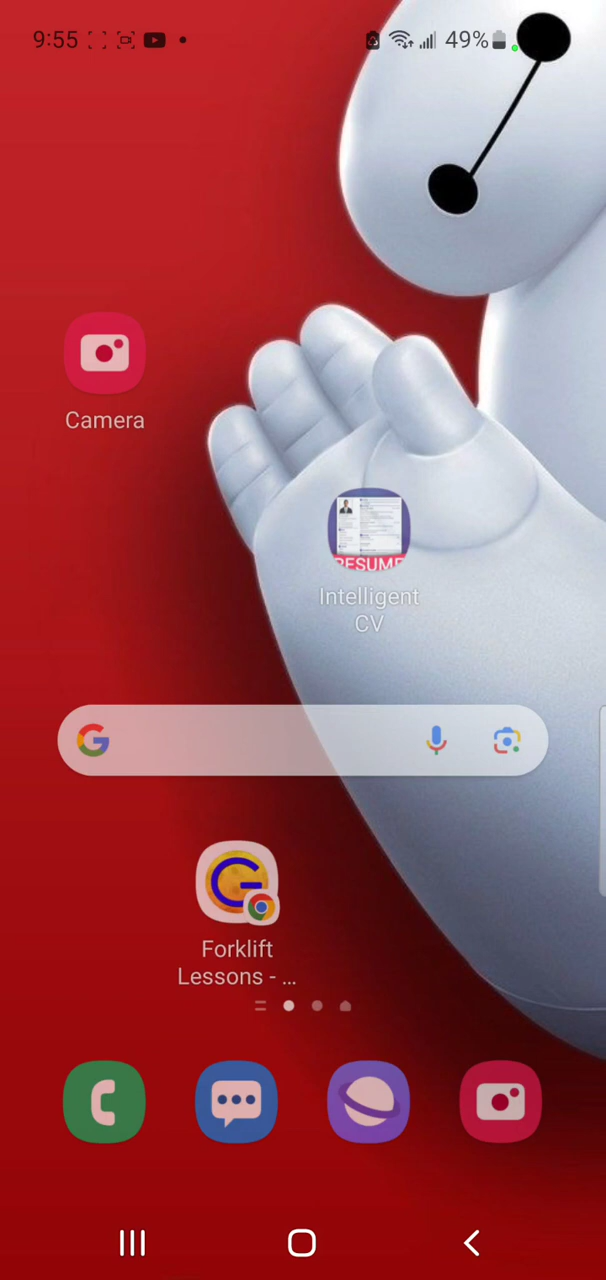 9:55
49%
Camera
RESUME
Intelligent
CV
Forklift
Lessons - ...